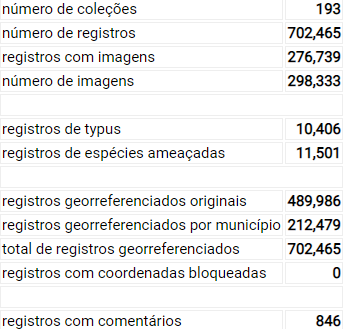 número de coleções 193
número de registros 702,465
registros com imagens 276,739
número de imagens 298,333
registros de typus 10,406
registros de espécies ameaçadas 11,501
registros georreferenciados originais 489,986
registros georreferenciados por município 212,479
total de registros georreferenciados 702,465
registros com coordenadas bloqueadas 0
registros com comentários 846